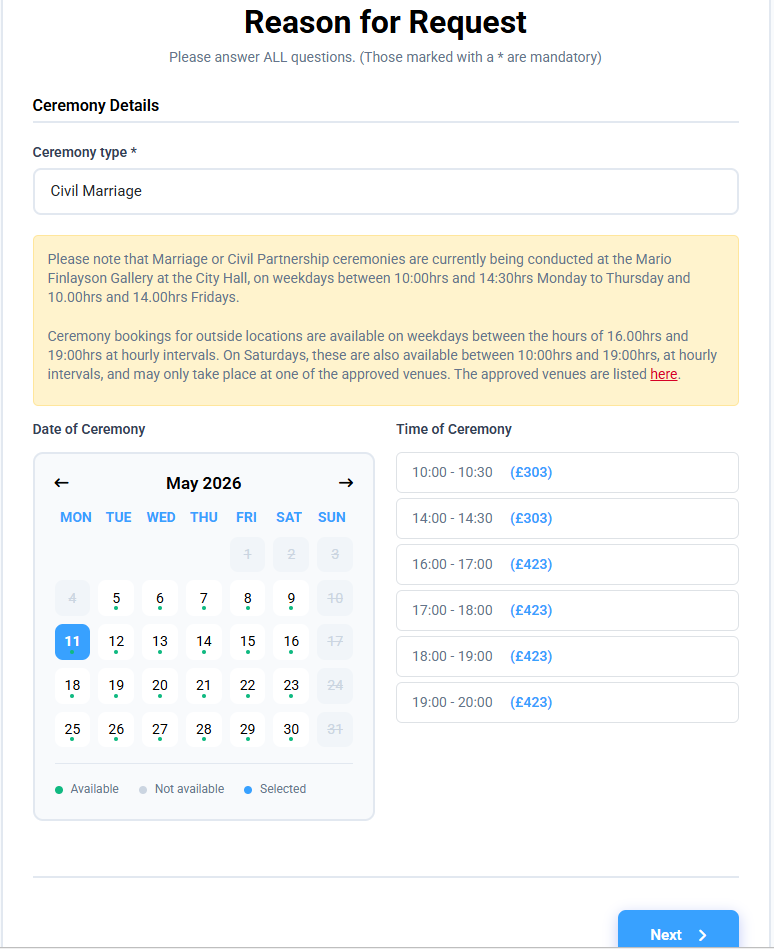 Reason for Request
Please answer ALL questions. (Those marked with a * are mandatory)
Ceremony Details
Ceremony type *
Civil Marriage
Please note that Marriage or Civil Partnership ceremonies are currently being conducted at the Mario
Finlayson Gallery at the City Hall, on weekdays between 10:00hrs and 14:30hrs Monday to Thursday and
10.00hrs and 14.00hrs Fridays.
Ceremony bookings for outside locations are available on weekdays between the hours of 16.00hrs and
19:00hrs at hourly intervals. On Saturdays, these are also available between 10:00hrs and 19:00hrs, at hourly
intervals, and may only take place at one of the approved venues. The approved venues are listed here.
Date of Ceremony
← May 2026 →
MON TUE WED THU FRI SAT SUN
1 2 3
4 5 6 7 8 9 10
11 12 13 14 15 16 17
18 19 20 21 22 23 24
25 26 27 28 29 30 31
Available Not available Selected
Time of Ceremony
10:00 - 10:30 (£303)
14:00 - 14:30 (£303)
16:00 - 17:00 (£423)
17:00 - 18:00 (£423)
18:00 - 19:00 (£423)
19:00 - 20:00 (£423)
Next